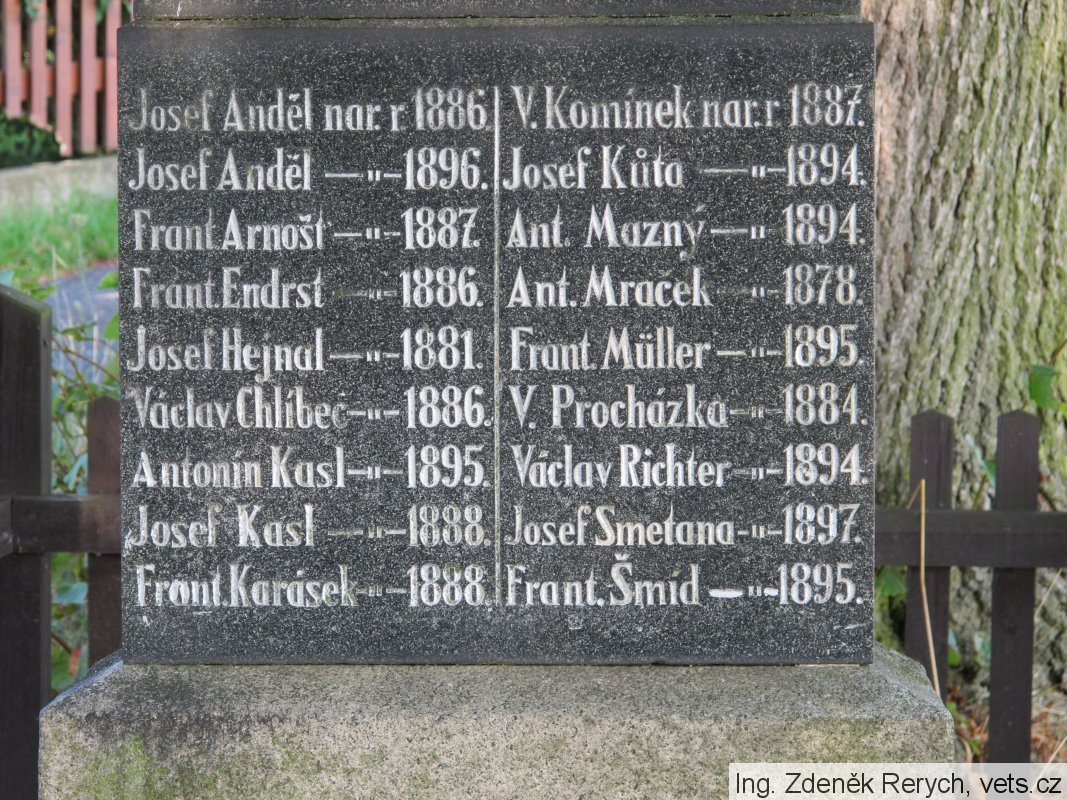 Josef Anděl nar. r. 1886.
Josef Anděl —„— 1896.
Frant Arnošt —„— 1887.
Frant. Endrst —„— 1886.
Josef Hejnal —„— 1881.
Václav Chlíbec —„— 1886.
Antonín Kasl —„— 1895.
Josef Kasl —„— 1888.
Frant. Karásek —„— 1888.
V. Komínek nar. r 1887.
Josef Kůta —„— 1894.
Ant. Mazný —„— 1894.
Ant. Mraček —„— 1878.
Frant. Müller —„— 1895.
V. Procházka —„— 1884.
Václav Richter —„— 1894.
Josef Smetana —„— 1897.
Frant. Šmíd —„— 1895.
Ing. Zdeněk Rerych, vets.cz